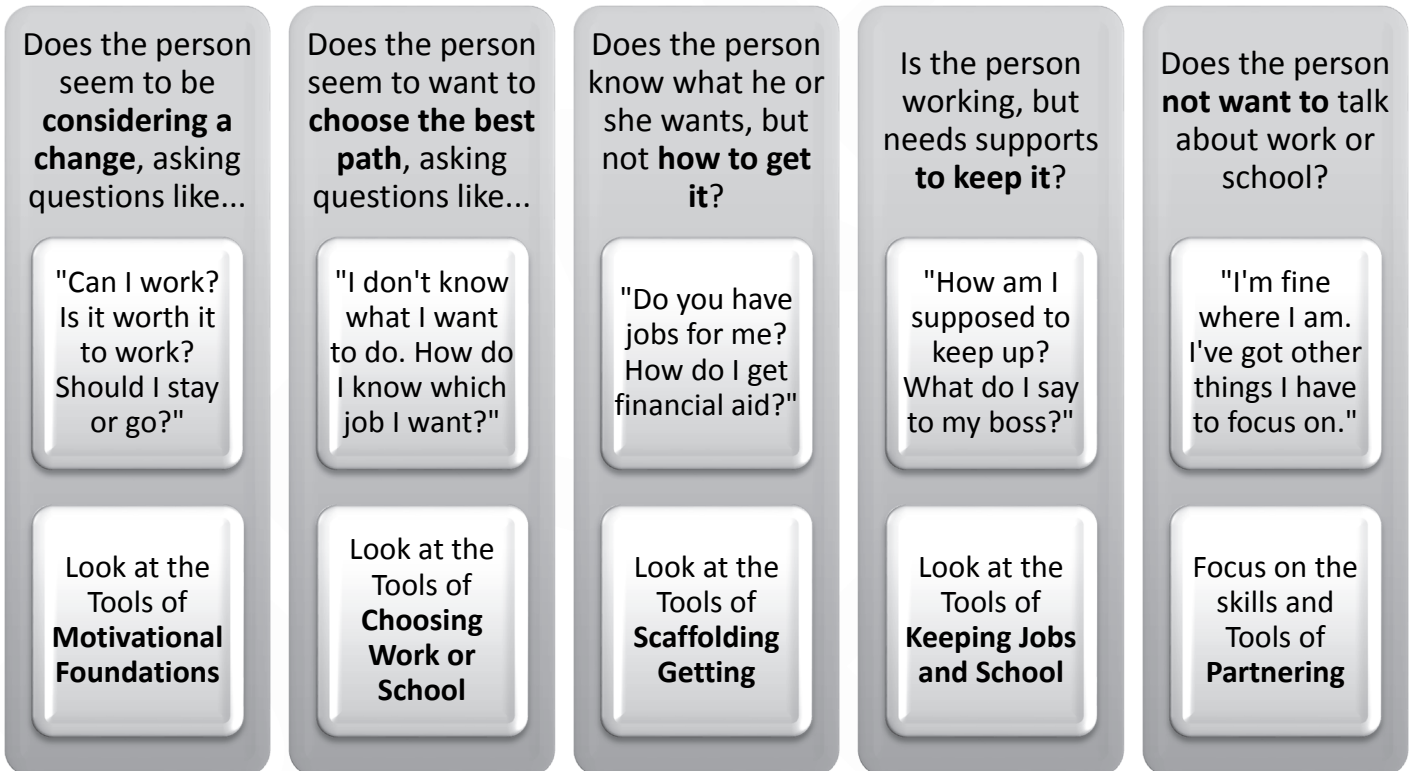 Does the person
seem to be
considering a
change, asking
questions like...
"Can I work?
Is it worth it
to work?
Should I stay
or go?"
Look at the
Tools of
Motivational
Foundations
Does the person
seem to want to
choose the best
path, asking
questions like...
"I don't know
what I want
to do. How do
I know which
job I want?"
Look at the
Tools of
Choosing
Work or
School
Does the person
know what he or
she wants, but
not how to get
it?
"Do you have
jobs for me?
How do I get
financial aid?"
Look at the
Tools of
Scaffolding
Getting
Is the person
working, but
needs supports
to keep it?
"How am I
supposed to
keep up?
What do I say
to my boss?"
Look at the
Tools of
Keeping Jobs
and School
Does the person
not want to talk
about work or
school?
"I'm fine
where I am.
I've got other
things I have
to focus on."
Focus on the
skills and
Tools of
Partnering